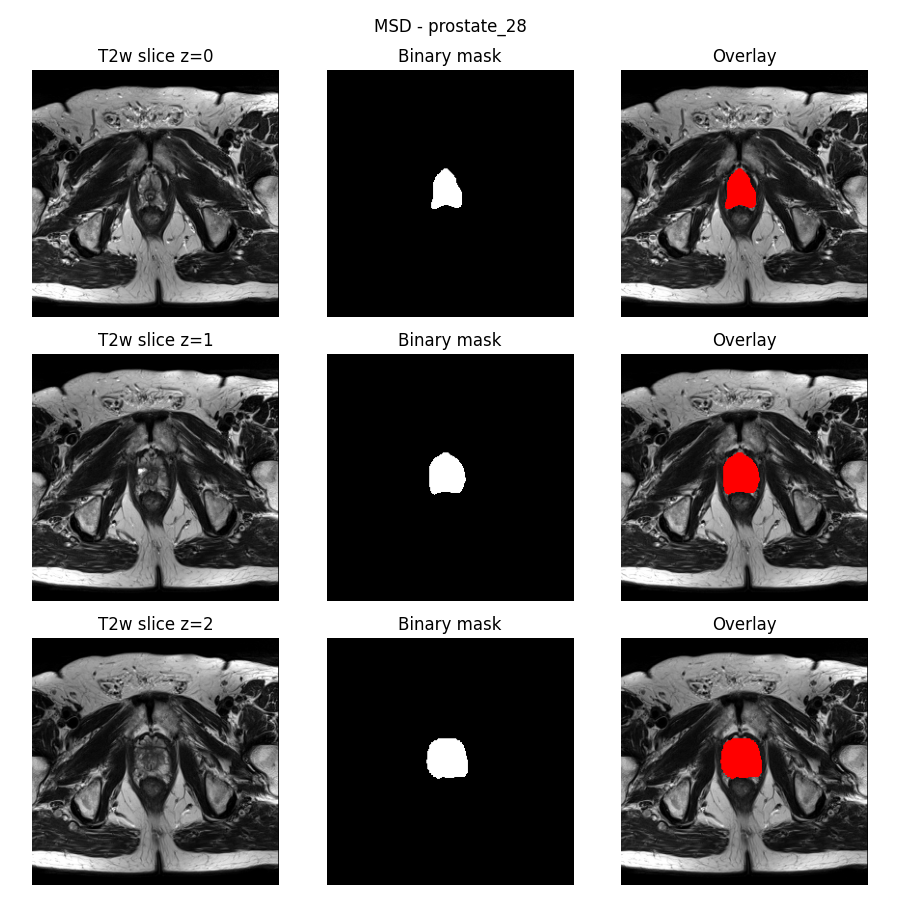 MSD - prostate_28
T2w slice z=0
Binary mask
Overlay
T2w slice z=1
Binary mask
Overlay
T2w slice z=2
Binary mask
Overlay